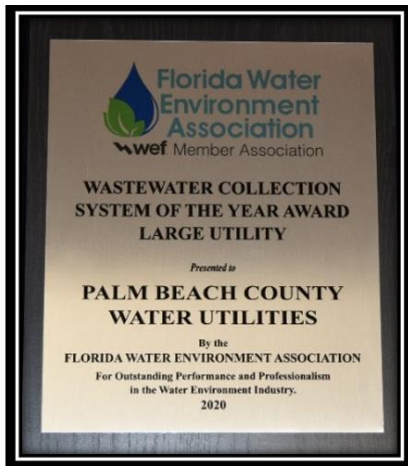 Florida Water
Environment
Association
wef Member Association
WASTEWATER COLLECTION
SYSTEM OF THE YEAR AWARD
LARGE UTILITY
Presented to
PALM BEACH COUNTY
WATER UTILITIES
By the
FLORIDA WATER ENVIRONMENT ASSOCIATION
For Outstanding Performance and Professionalism
in the Water Environment Industry.
2020